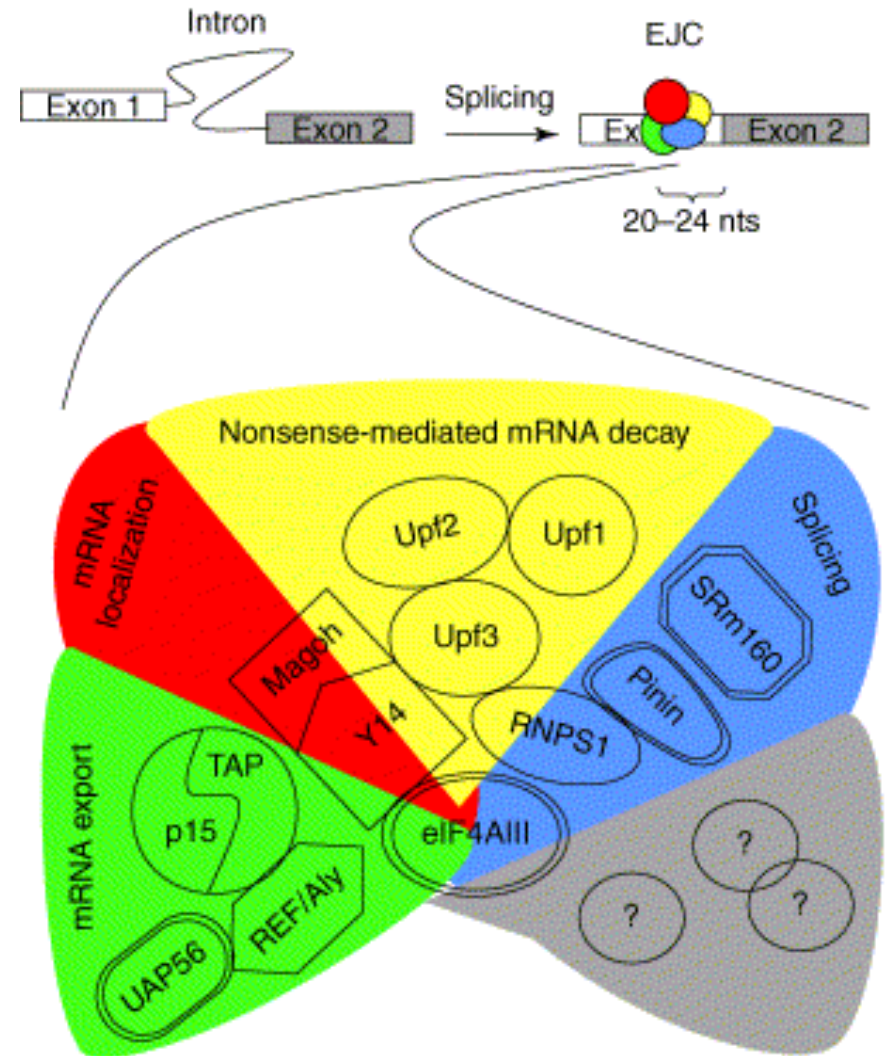 Intron
EJC
Exon 1
Splicing
Exon 2
Ex
Exon 2
20–24 nts
Nonsense-mediated mRNA decay
mRNA
localization
Splicing
Upf2
Upf1
SRm160
Upf3
Magoh
Pinin
Y14
RNPS1
TAP
mRNA export
p15
eIF4AIII
?
REF/Aly
?
?
UAP56